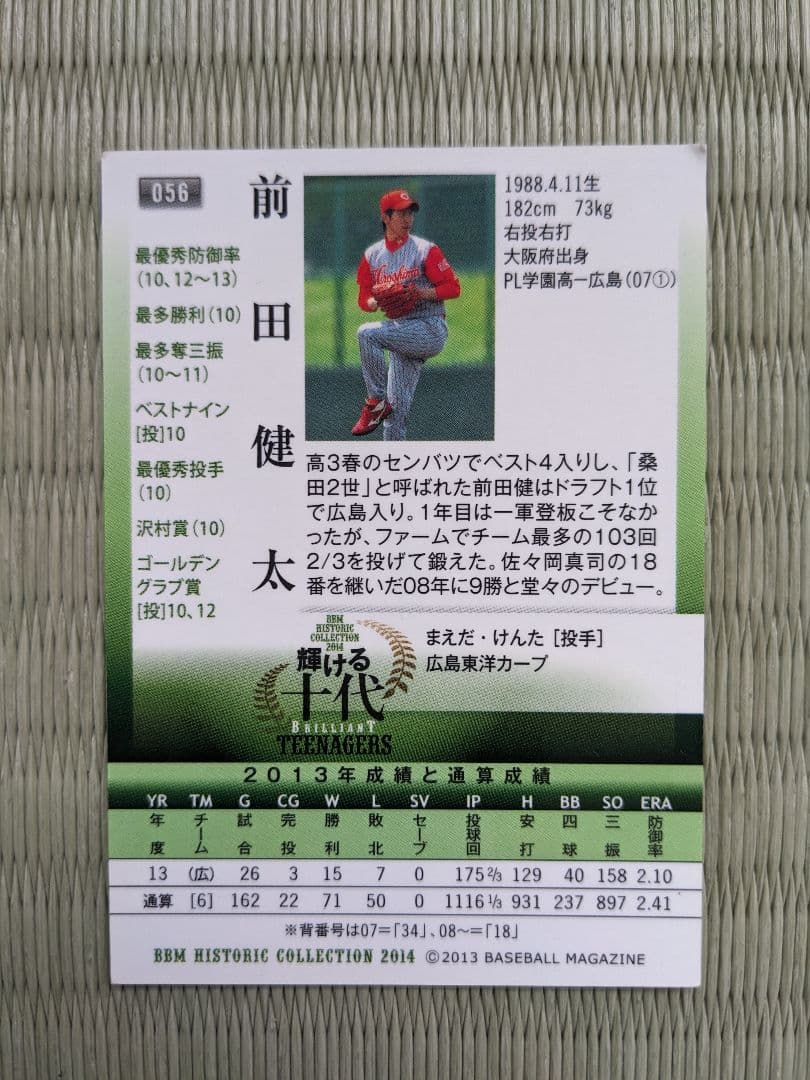 056
前田健太
1988.4.11生
182cm 73kg
右投右打
大阪府出身
PL学園高ー広島(07①)
最優秀防御率
(10、12～13)
最多勝利(10)
最多奪三振
(10～11)
ベストナイン
[投]10
最優秀投手
(10)
沢村賞(10)
ゴールデン
グラブ賞
[投]10、12
Hiroshima
高3春のセンバツでベスト4入りし、「桑
田2世」と呼ばれた前田健はドラフト1位
で広島入り。1年目は一軍登板こそなか
ったが、ファームでチーム最多の103回
2/3を投げて鍛えた。佐々岡真司の18
番を継いだ08年に9勝と堂々のデビュー。
BBM
HISTORIC
COLLECTION
2014
輝ける
十代
BRILLIANT
TEENAGERS
まえだ・けんた [投手]
広島東洋カープ
2013年成績と通算成績
YR TM G CG W L SV IP H BB SO ERA
年度 チーム 試合 完投 勝利 敗北 セーブ 投球回 安打 四球 三振 防御率
13 (広) 26 3 15 7 0 175 2/3 129 40 158 2.10
通算 [6] 162 22 71 50 0 1116 1/3 931 237 897 2.41
※背番号は07=「34」、08～=「18」
BBM HISTORIC COLLECTION 2014 ©2013 BASEBALL MAGAZINE